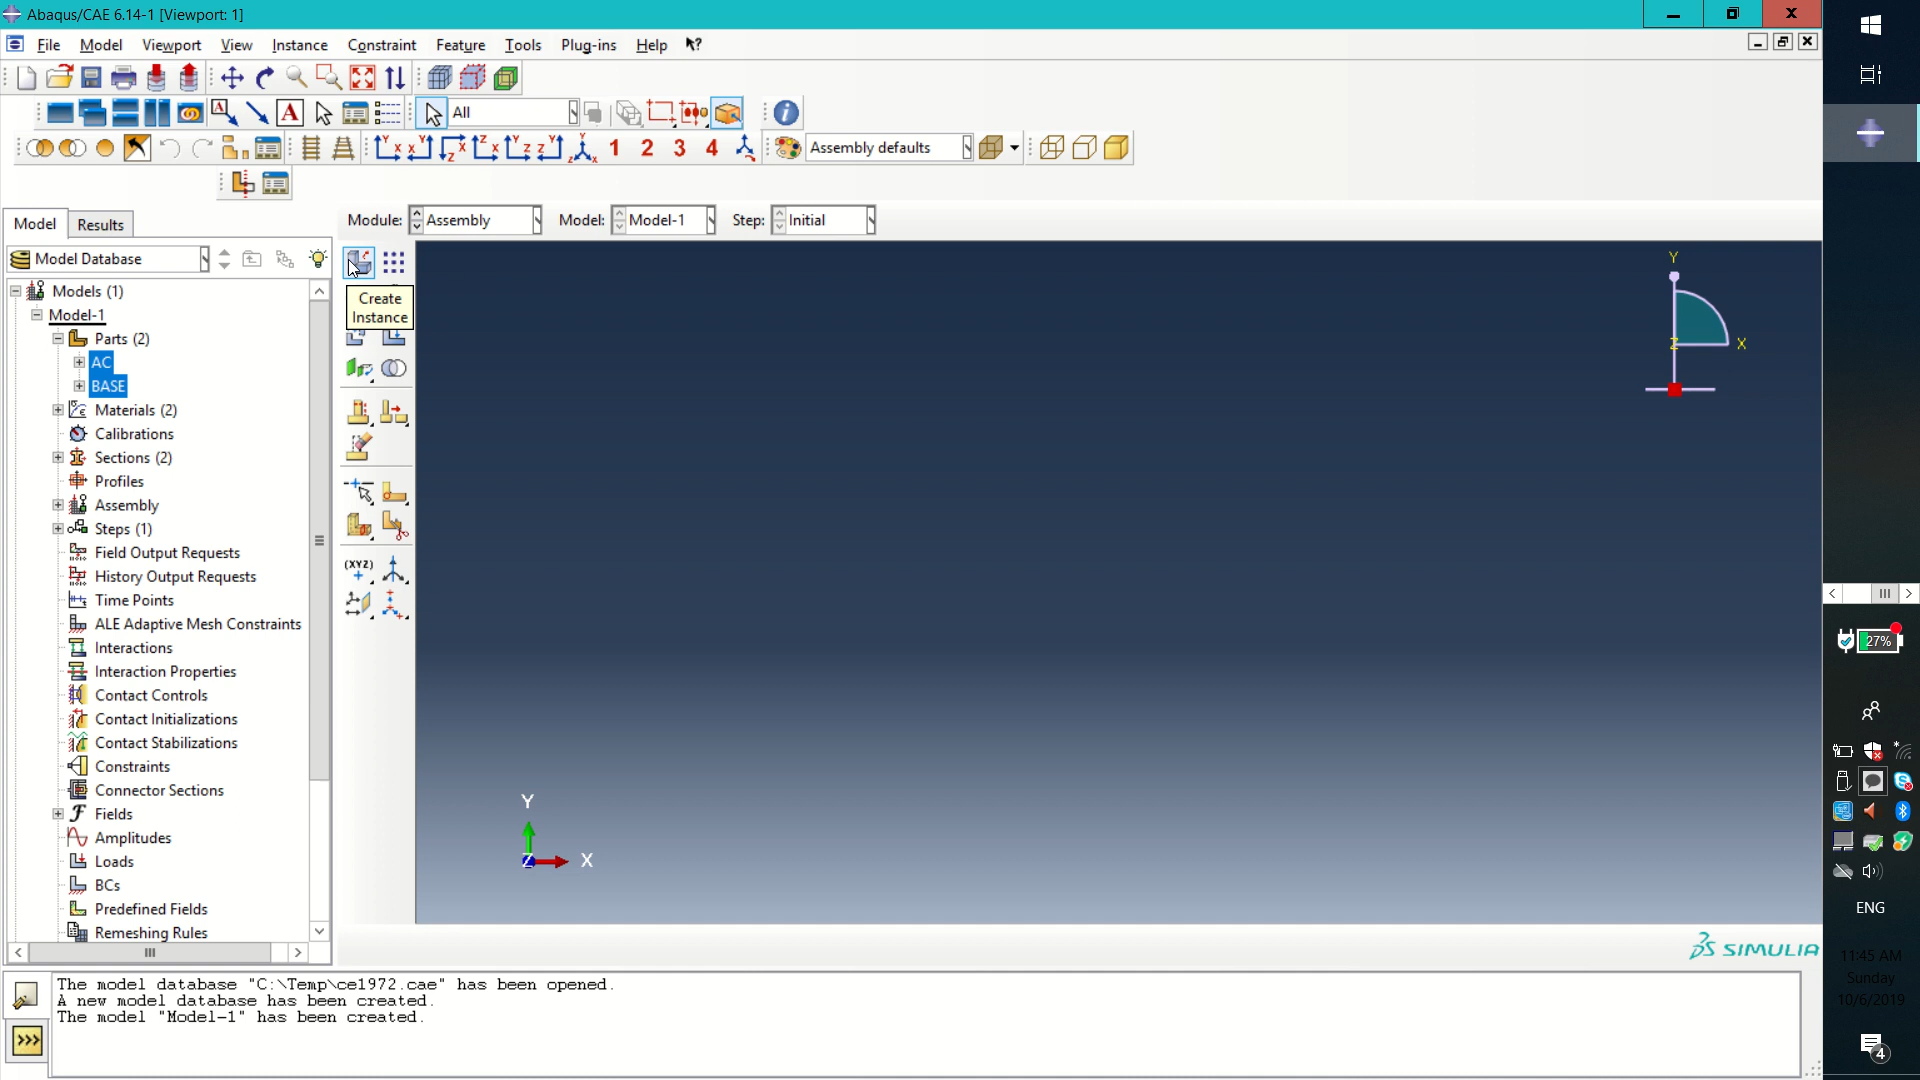 Abaqus/CAE 6.14-1 [Viewport: 1]
File Model Viewport View Instance Constraint Feature Tools Plug-ins Help
A A All
Y X X Y Z X Z X Y Z Z Y Z X 1 2 3 4 Assembly defaults
Model Results
Module: Assembly Model: Model-1 Step: Initial
Model Database
Models (1)
Model-1
Parts (2)
AC
BASE
Materials (2)
Calibrations
Sections (2)
Profiles
Assembly
Steps (1)
Field Output Requests
History Output Requests
Time Points
ALE Adaptive Mesh Constraints
Interactions
Interaction Properties
Contact Controls
Contact Initializations
Contact Stabilizations
Constraints
Connector Sections
Fields
Amplitudes
Loads
BCs
Predefined Fields
Remeshing Rules
Create
Instance
(XYZ)
Y
Z X
Y
Z X
SIMULIA
The model database "C:\Temp\ce1972.cae" has been opened.
A new model database has been created.
The model "Model-1" has been created.
>>>
27%
ENG
11:45 AM
Sunday
10/6/2019
4